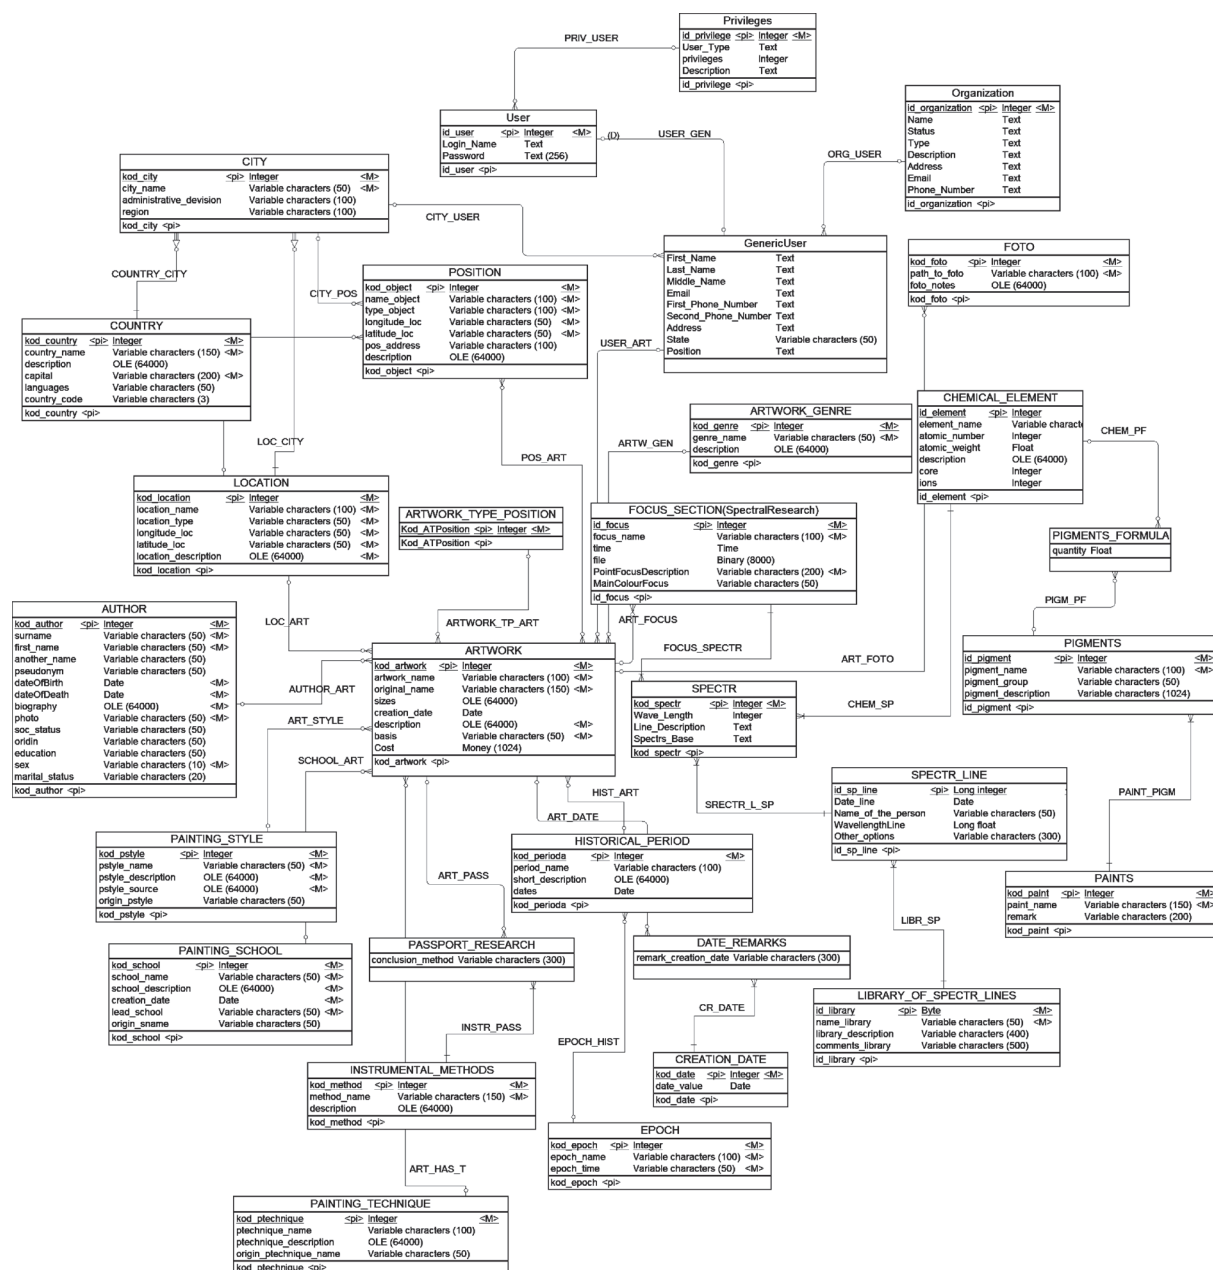 Privileges
id_privilege <pi> Integer <M>
User_Type Text
privileges Integer
Description Text
id_privilege <pi>
PRIV_USER
Organization
id_organization <pi> Integer <M>
Name Text
Status Text
Type Text
Description Text
Address Text
Email Text
Phone_Number Text
id_organization <pi>
User
id_user <pi> Integer <M>
Login_Name Text
Password Text (256)
id_user <pi>
(D)
USER_GEN
ORG_USER
CITY
kod_city <pi> Integer <M>
city_name Variable characters (50) <M>
administrative_devision Variable characters (100)
region Variable characters (100)
kod_city <pi>
CITY_USER
GenericUser
First_Name Text
Last_Name Text
Middle_Name Text
Email Text
First_Phone_Number Text
Second_Phone_Number Text
Address Text
State Variable characters (50)
Position Text
FOTO
kod_foto <pi> Integer <M>
path_to_foto Variable characters (100) <M>
foto_notes OLE (64000)
kod_foto <pi>
COUNTRY_CITY
CITY_POS
POSITION
kod_object <pi> Integer <M>
name_object Variable characters (100) <M>
type_object Variable characters (100) <M>
longitude_loc Variable characters (50) <M>
latitude_loc Variable characters (50) <M>
pos_address Variable characters (100)
description OLE (64000)
kod_object <pi>
USER_ART
COUNTRY
kod_country <pi> Integer <M>
country_name Variable characters (150) <M>
description OLE (64000)
capital Variable characters (200) <M>
languages Variable characters (50)
country_code Variable characters (3)
kod_country <pi>
ARTWORK_GENRE
kod_genre <pi> Integer <M>
genre_name Variable characters (50) <M>
description OLE (64000)
kod_genre <pi>
ARTW_GEN
CHEMICAL_ELEMENT
id_element <pi> Integer
element_name Variable charact
atomic_number Integer
atomic_weight Float
description OLE (64000)
core Integer
ions Integer
id_element <pi>
CHEM_PF
LOC_CITY
POS_ART
LOCATION
kod_location <pi> Integer <M>
location_name Variable characters (100) <M>
location_type Variable characters (50) <M>
longitude_loc Variable characters (50) <M>
latitude_loc Variable characters (50) <M>
location_description OLE (64000) <M>
kod_location <pi>
ARTWORK_TYPE_POSITION
Kod_ATPosition <pi> Integer <M>
Kod_ATPosition <pi>
FOCUS_SECTION(SpectralResearch)
id_focus <pi> Integer <M>
focus_name Variable characters (100) <M>
time Time
file Binary (8000)
PointFocusDescription Variable characters (200) <M>
MainColourFocus Variable characters (50)
id_focus <pi>
PIGMENTS_FORMULA
quantity Float
PIGM_PF
AUTHOR
kod_author <pi> Integer <M>
surname Variable characters (50) <M>
first_name Variable characters (50) <M>
another_name Variable characters (50)
pseudonym Variable characters (50)
dateOfBirth Date <M>
dateOfDeath Date <M>
biography OLE (64000) <M>
photo Variable characters (50) <M>
soc_status Variable characters (50)
oridin Variable characters (50)
education Variable characters (50)
sex Variable characters (10) <M>
marital_status Variable characters (20)
kod_author <pi>
LOC_ART
ARTWORK_TP_ART
ART_FOCUS
FOCUS_SPECTR
ART_FOTO
AUTHOR_ART
ARTWORK
kod_artwork <pi> Integer <M>
artwork_name Variable characters (100) <M>
original_name Variable characters (150) <M>
sizes OLE (64000)
creation_date Date
description OLE (64000) <M>
basis Variable characters (50) <M>
Cost Money (1024)
kod_artwork <pi>
PIGMENTS
id_pigment <pi> Integer <M>
pigment_name Variable characters (100) <M>
pigment_group Variable characters (50)
pigment_description Variable characters (1024)
id_pigment <pi>
SPECTR
kod_spectr <pi> Integer <M>
Wave_Length Integer
Line_Description Text
Spectrs_Base Text
kod_spectr <pi>
CHEM_SP
ART_STYLE
SCHOOL_ART
HIST_ART
ART_DATE
SRECTR_L_SP
SPECTR_LINE
id_sp_line <pi> Long integer
Date_line Date
Name_of_the_person Variable characters (50)
WavellengthLine Long float
Other_options Variable characters (300)
id_sp_line <pi>
PAINT_PIGM
PAINTING_STYLE
kod_pstyle <pi> Integer <M>
pstyle_name Variable characters (50) <M>
pstyle_description OLE (64000) <M>
pstyle_source OLE (64000) <M>
origin_pstyle Variable characters (50)
kod_pstyle <pi>
ART_PASS
HISTORICAL_PERIOD
kod_perioda <pi> Integer <M>
period_name Variable characters (100)
short_description OLE (64000)
dates Date
kod_perioda <pi>
PAINTS
kod_paint <pi> Integer <M>
paint_name Variable characters (150) <M>
remark Variable characters (200)
kod_paint <pi>
LIBR_SP
PAINTING_SCHOOL
kod_school <pi> Integer <M>
school_name Variable characters (50) <M>
school_description OLE (64000) <M>
creation_date Date <M>
lead_school Variable characters (50) <M>
origin_sname Variable characters (50)
kod_school <pi>
PASSPORT_RESEARCH
conclusion_method Variable characters (300)
DATE_REMARKS
remark_creation_date Variable characters (300)
LIBRARY_OF_SPECTR_LINES
id_library <pi> Byte <M>
name_library Variable characters (50) <M>
library_description Variable characters (400)
comments_library Variable characters (500)
id_library <pi>
CR_DATE
INSTR_PASS
EPOCH_HIST
INSTRUMENTAL_METHODS
kod_method <pi> Integer <M>
method_name Variable characters (150) <M>
description OLE (64000)
kod_method <pi>
CREATION_DATE
kod_date <pi> Integer <M>
date_value Date
kod_date <pi>
EPOCH
kod_epoch <pi> Integer <M>
epoch_name Variable characters (100) <M>
epoch_time Variable characters (50) <M>
kod_epoch <pi>
ART_HAS_T
PAINTING_TECHNIQUE
kod_ptechnique <pi> Integer <M>
ptechnique_name Variable characters (100)
ptechnique_description OLE (64000)
origin_ptechnique_name Variable characters (50)
kod_ptechnique <pi>